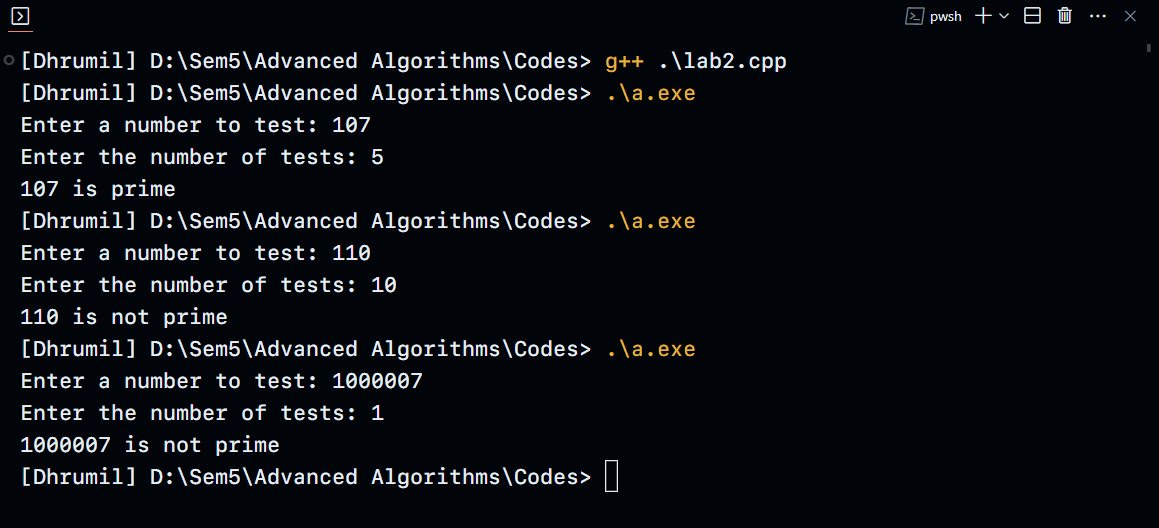 pwsh
[Dhrumil] D:\Sem5\Advanced Algorithms\Codes> g++ .\lab2.cpp
[Dhrumil] D:\Sem5\Advanced Algorithms\Codes> .\a.exe
Enter a number to test: 107
Enter the number of tests: 5
107 is prime
[Dhrumil] D:\Sem5\Advanced Algorithms\Codes> .\a.exe
Enter a number to test: 110
Enter the number of tests: 10
110 is not prime
[Dhrumil] D:\Sem5\Advanced Algorithms\Codes> .\a.exe
Enter a number to test: 1000007
Enter the number of tests: 1
1000007 is not prime
[Dhrumil] D:\Sem5\Advanced Algorithms\Codes>